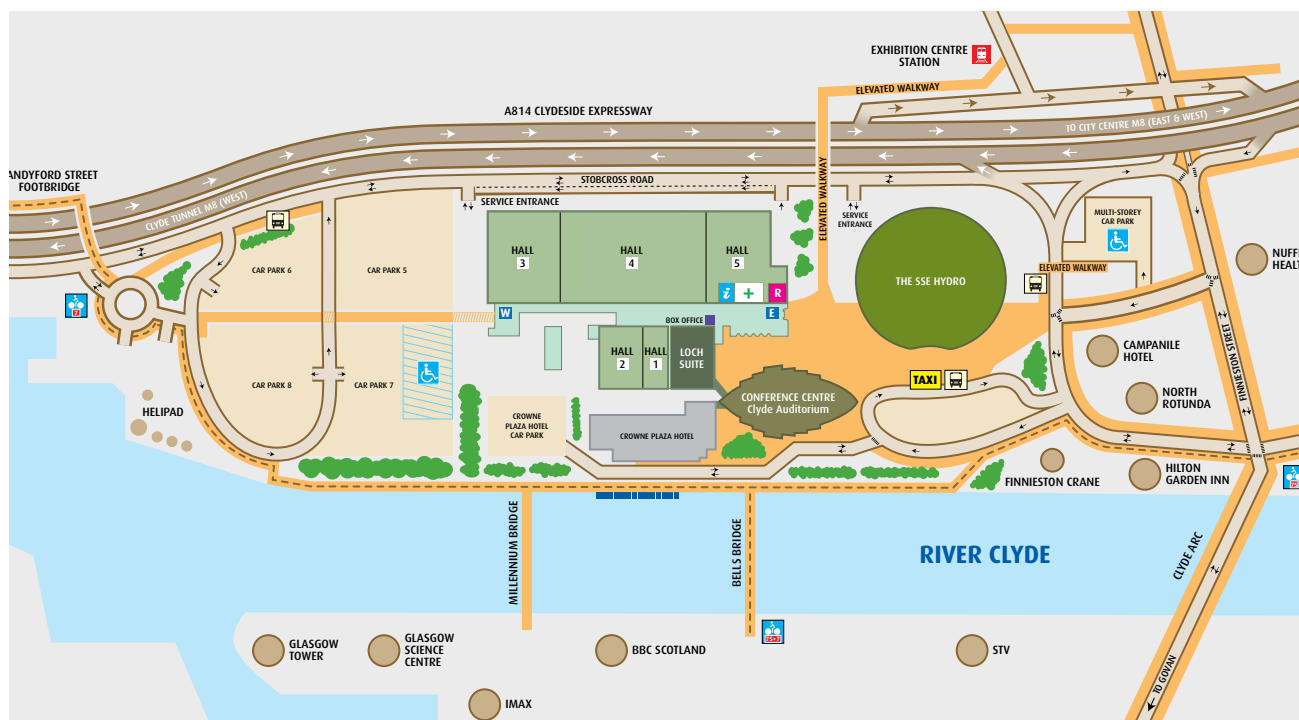 EXHIBITION CENTRE
STATION
ELEVATED WALKWAY
A814 CLYDESIDE EXPRESSWAY
TO CITY CENTRE M8 (EAST & WEST)
ANDYFORD STREET
FOOTBRIDGE
CLYDE TUNNEL M8 (WEST)
STOBCROSS ROAD
ELEVATED WALKWAY
SERVICE ENTRANCE
SERVICE
ENTRANCE
MULTI-STOREY
CAR PARK
ELEVATED WALKWAY
NUFF
HEALT
HALL
3
HALL
4
HALL
5
i
R
CAR PARK 6
CAR PARK 5
THE SSE HYDRO
7
W
E
BOX OFFICE
HALL
2
HALL
1
LOCH
SUITE
CAMPANILE
HOTEL
FINNIESTON STREET
CAR PARK 8
CAR PARK 7
TAXI
CONFERENCE CENTRE
Clyde Auditorium
NORTH
ROTUNDA
HELIPAD
CROWNE
PLAZA HOTEL
CAR PARK
CROWNE PLAZA HOTEL
FINNIESTON CRANE
HILTON
GARDEN INN
75
MILLENNIUM BRIDGE
BELLS BRIDGE
RIVER CLYDE
CLYDE ARC
75+7
GLASGOW
TOWER
GLASGOW
SCIENCE
CENTRE
BBC SCOTLAND
STV
IMAX
TO GOVAN